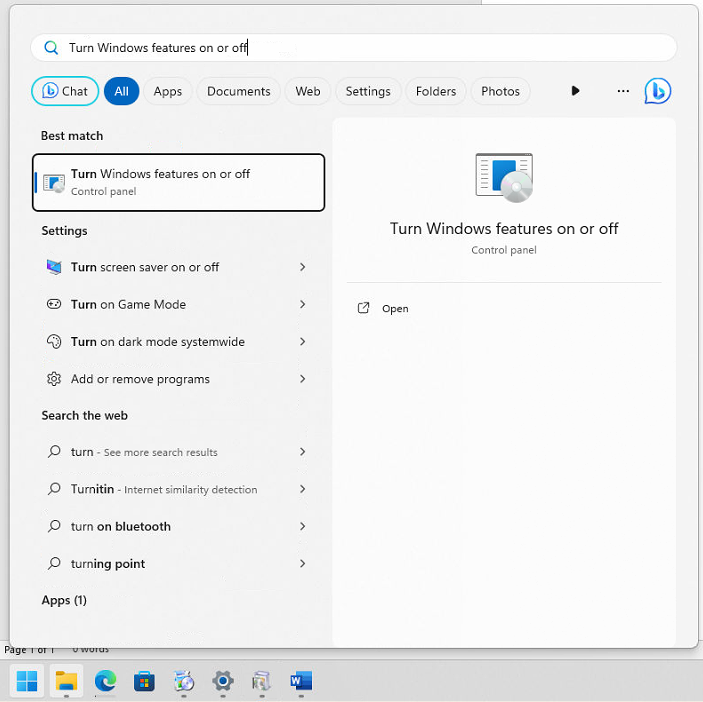 Turn Windows features on or off
Chat All Apps Documents Web Settings Folders Photos
Best match
Turn Windows features on or off
Control panel
Settings
Turn screen saver on or off
Turn on Game Mode
Turn on dark mode systemwide
Add or remove programs
Search the web
turn - See more search results
Turnitin - Internet similarity detection
turn on bluetooth
turning point
Apps (1)
Turn Windows features on or off
Control panel
Open
Page 1 of 1 0 words